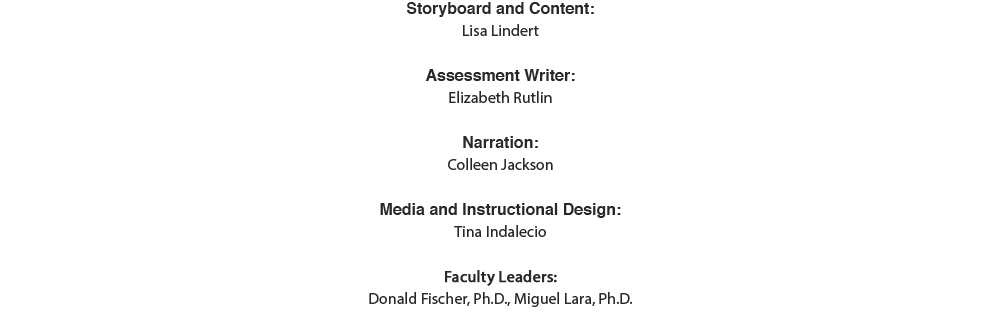 Storyboard and Content:
Lisa Lindert
Assessment Writer:
Elizabeth Rutlin
Narration:
Colleen Jackson
Media and Instructional Design:
Tina Indalecio
Faculty Leaders:
Donald Fischer, Ph.D., Miguel Lara, Ph.D.